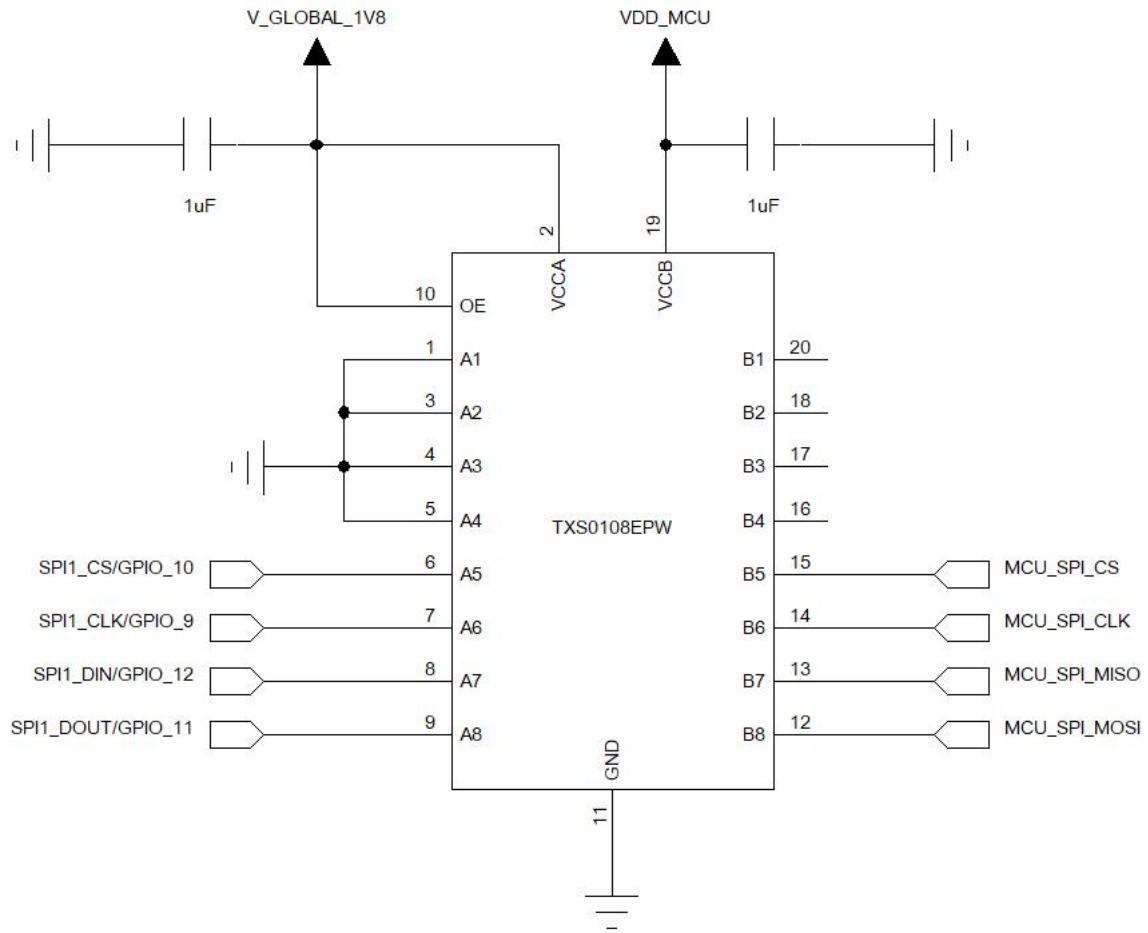 V_GLOBAL_1V8
VDD_MCU
1uF
1uF
2
19
VCCA
VCCB
10
OE
1
A1
B1
20
3
A2
B2
18
4
A3
B3
17
5
A4
B4
16
TXS0108EPW
SPI1_CS/GPIO_10
6
A5
B5
15
MCU_SPI_CS
SPI1_CLK/GPIO_9
7
A6
B6
14
MCU_SPI_CLK
SPI1_DIN/GPIO_12
8
A7
B7
13
MCU_SPI_MISO
SPI1_DOUT/GPIO_11
9
A8
B8
12
MCU_SPI_MOSI
GND
11